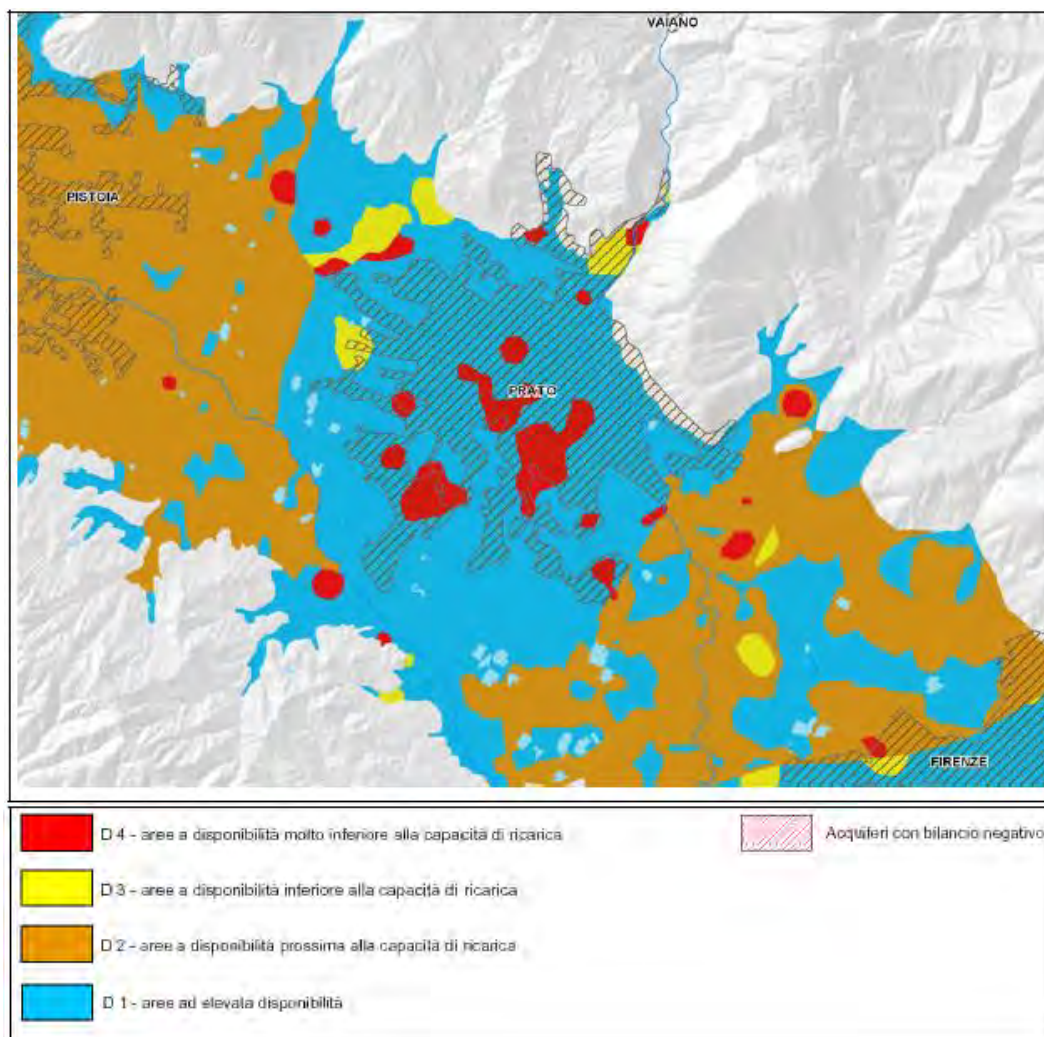 VAIANO
PISTOIA
PRATO
FIRENZE
D 4 - aree a disponibilità molto inferiore alla capacità di ricarica
Acquiferi con bilancio negativo
D 3 - aree a disponibilità inferiore alla capacità di ricarica
D 2 - aree a disponibilità prossima alla capacità di ricarica
D 1 - aree ad elevata disponibilità